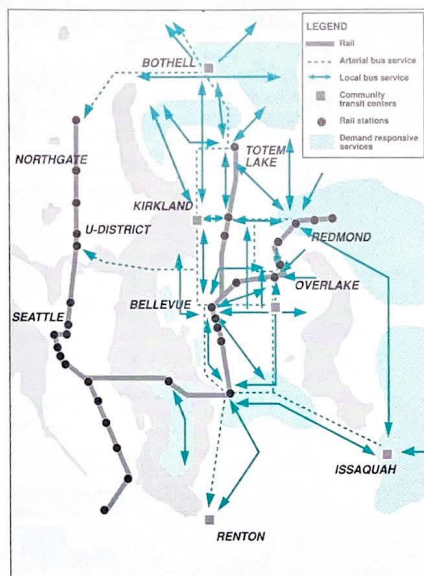 LEGEND
Rail
Arterial bus service
Local bus service
Community
transit centers
Rail stations
Demand responsive
services
BOTHELL
NORTHGATE
TOTEM
LAKE
KIRKLAND
U-DISTRICT
REDMOND
OVERLAKE
BELLEVUE
SEATTLE
ISSAQUAH
RENTON